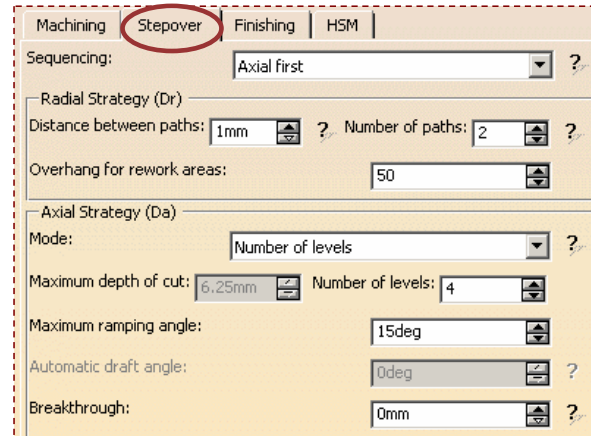 Machining Stepover Finishing HSM
Sequencing: Axial first ?
Radial Strategy (Dr)
Distance between paths: 1mm ? Number of paths: 2 ?
Overhang for rework areas: 50
Axial Strategy (Da)
Mode: Number of levels ?
Maximum depth of cut: 6.25mm Number of levels: 4
Maximum ramping angle: 15deg
Automatic draft angle: 0deg ?
Breakthrough: 0mm ?